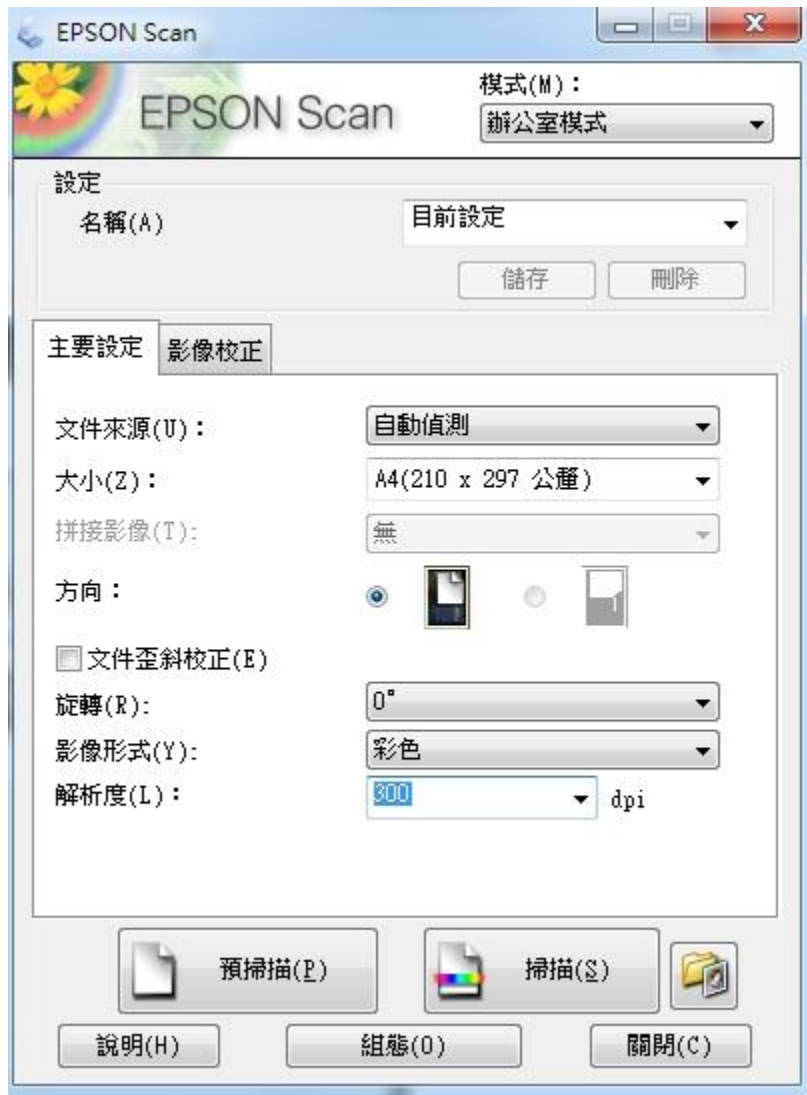 EPSON Scan
EPSON Scan
模式(M)：
辦公室模式
設定
名稱(A)
目前設定
儲存
刪除
主要設定
影像校正
文件來源(U)：
自動偵測
大小(Z)：
A4(210 x 297 公釐)
拼接影像(T):
無
方向：
文件歪斜校正(E)
旋轉(R):
0°
影像形式(Y):
彩色
解析度(L)：
300
dpi
預掃描(P)
掃描(S)
說明(H)
組態(O)
關閉(C)